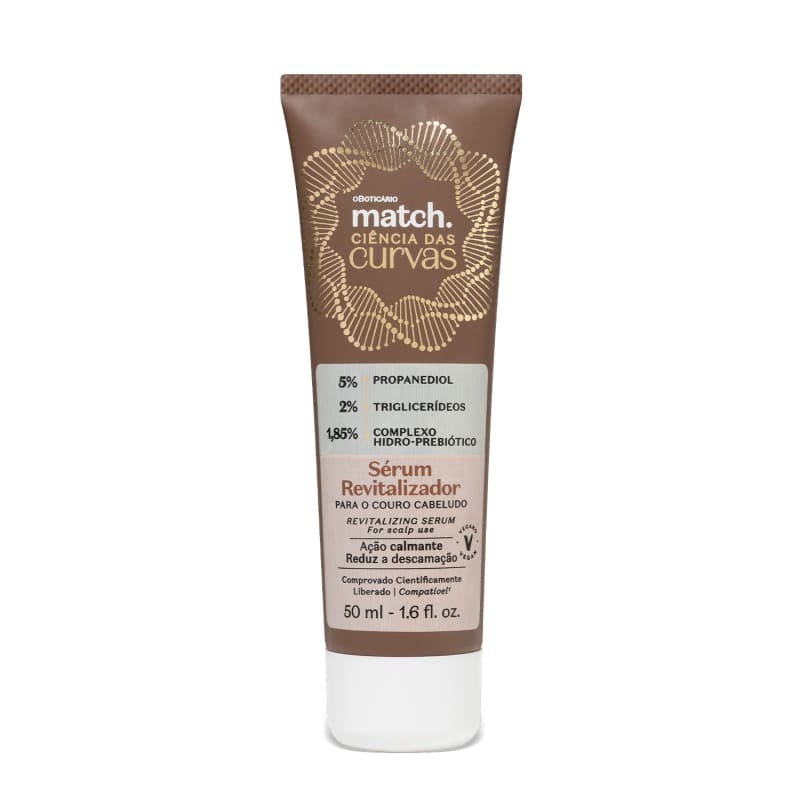 oBOTICÁRIO
match.
CIÊNCIA DAS
curvas
5% PROPANEDIOL
2% TRIGLICERÍDEOS
1,85% COMPLEXO
HIDRO-PREBIÓTICO
Sérum
Revitalizador
PARA O COURO CABELUDO
REVITALIZING SERUM
For scalp use
Ação calmante
Reduz a descamação
VEGANO
V
VEGAN
Comprovado Cientificamente
Liberado | Compatível¹
50 ml - 1.6 fl. oz.